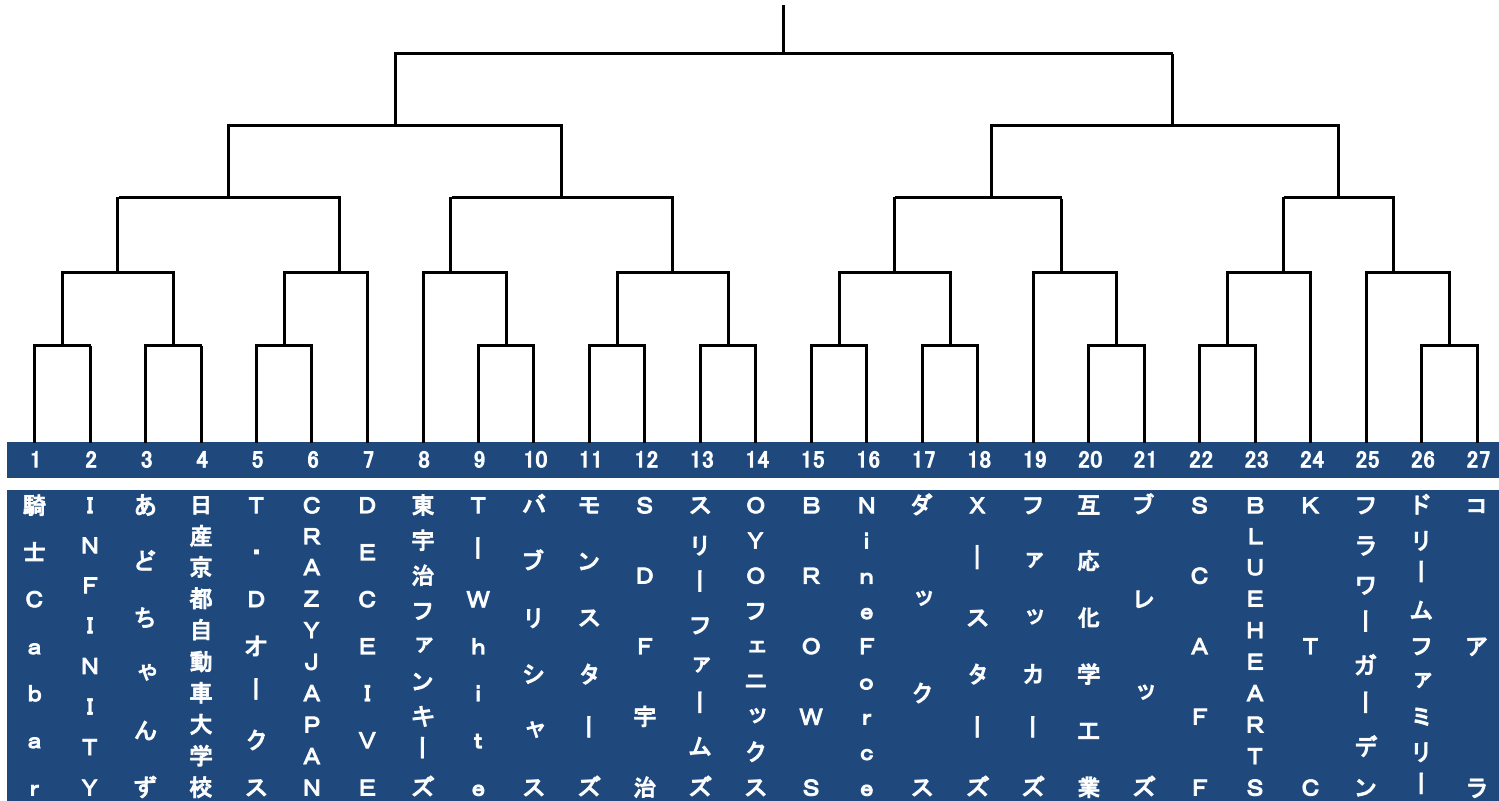 1 2 3 4 5 6 7 8 9 10 11 12 13 14 15 16 17 18 19 20 21 22 23 24 25 26 27
騎士Cabar
INFINITY
あどちゃんず
日産京都自動車大学校
T・Dオークス
CRAZYJAPAN
DECEIVE
東宇治ファンキーズ
TーWhite
バブリシャス
モンスターズ
SDF宇治
スリーファームズ
OYOフェニックス
BROWS
NineForce
ダックス
Xースターズ
ファッカーズ
互応化学工業
ブレッズ
SCAFF
BLUEHEARTS
KTC
フラワーガーデン
ドリームファミリー
コアラ